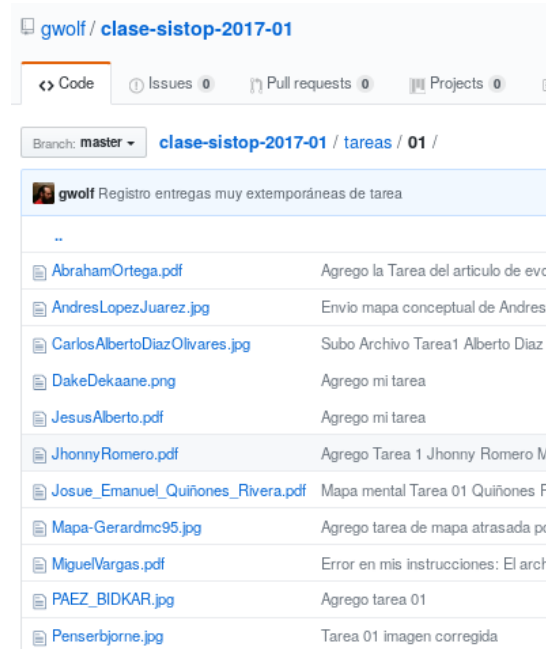 gwolf / clase-sistop-2017-01
Code Issues 0 Pull requests 0 Projects 0
Branch: master clase-sistop-2017-01 / tareas / 01 /
gwolf Registro entregas muy extemporáneas de tarea
..
AbrahamOrtega.pdf Agrego la Tarea del articulo de evo
AndresLopezJuarez.jpg Envio mapa conceptual de Andres
CarlosAlbertoDiazOlivares.jpg Subo Archivo Tarea1 Alberto Diaz
DakeDekaane.png Agrego mi tarea
JesusAlberto.pdf Agrego mi tarea
JhonnyRomero.pdf Agrego Tarea 1 Jhonny Romero M
Josue_Emanuel_Quiñones_Rivera.pdf Mapa mental Tarea 01 Quiñones R
Mapa-Gerardmc95.jpg Agrego tarea de mapa atrasada po
MiguelVargas.pdf Error en mis instrucciones: El arch
PAEZ_BIDKAR.jpg Agrego tarea 01
Penserbjorne.jpg Tarea 01 imagen corregida